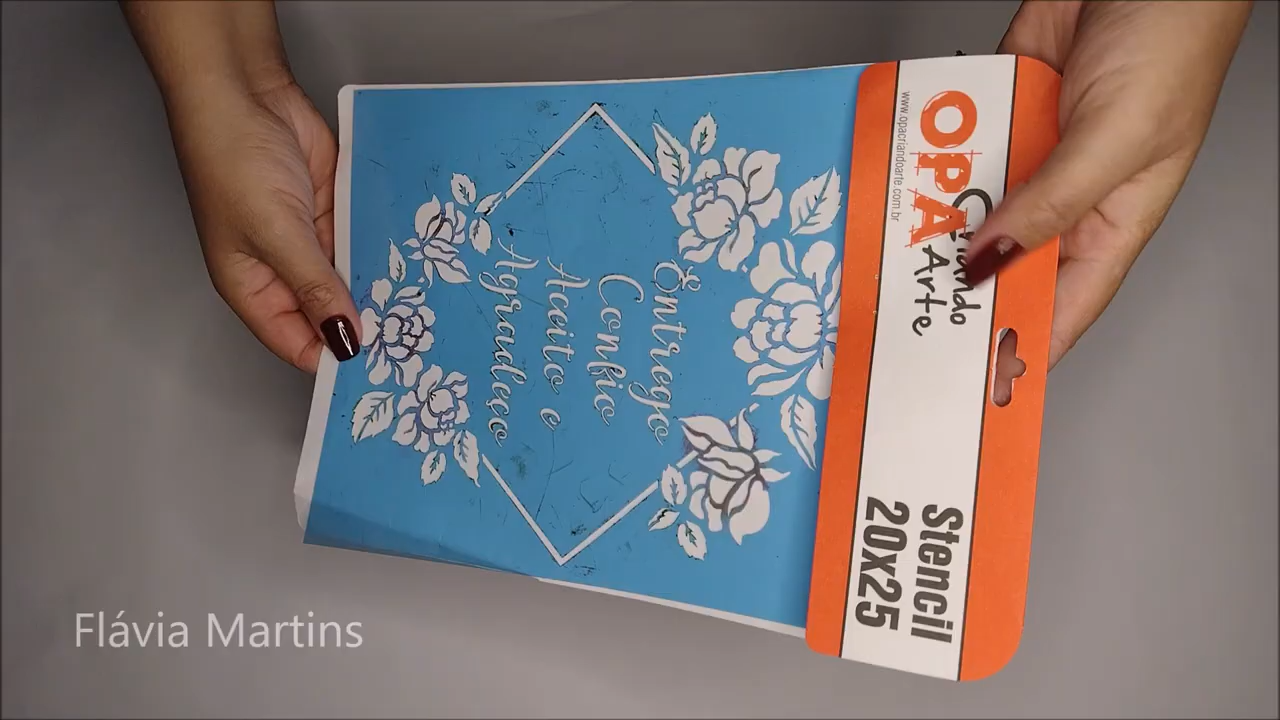 OPA
Criando
Arte
www.opacriandoarte.com.br
Stencil
20x25
Entrego
Confio
Aceito e
Agradeço
Flávia Martins